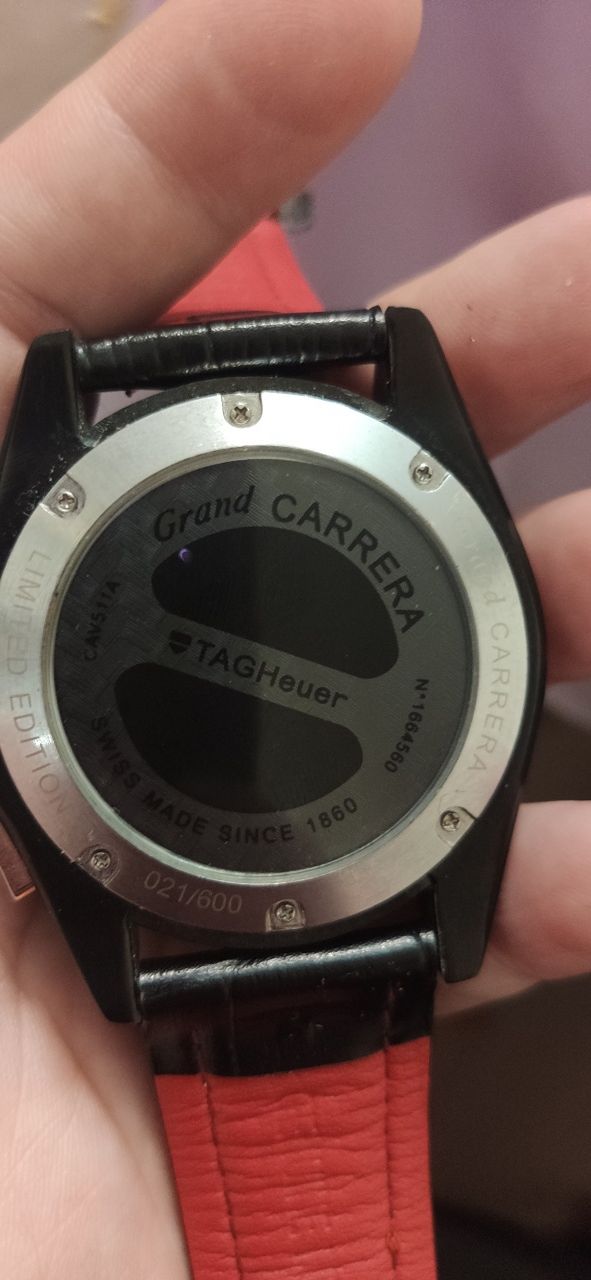 Grand CARRERA
CAV511A
TAGHeuer
N°1664560
SWISS MADE SINCE 1860
LIMITED EDITION
CARRERA
021/600